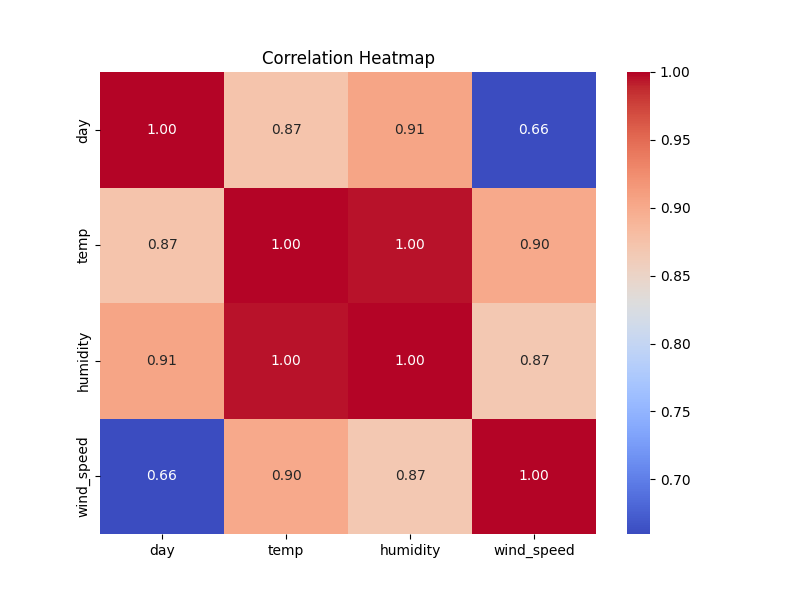 Correlation Heatmap
day 1.00 0.87 0.91 0.66
temp 0.87 1.00 1.00 0.90
humidity 0.91 1.00 1.00 0.87
wind_speed 0.66 0.90 0.87 1.00
day temp humidity wind_speed
1.00
0.95
0.90
0.85
0.80
0.75
0.70